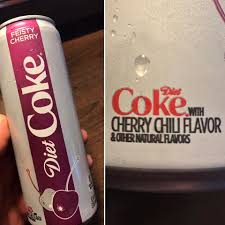 FEISTY
CHERRY
Diet
Coke
Diet
Coke WITH
CHERRY CHILI FLAVOR
& OTHER NATURAL FLAVORS